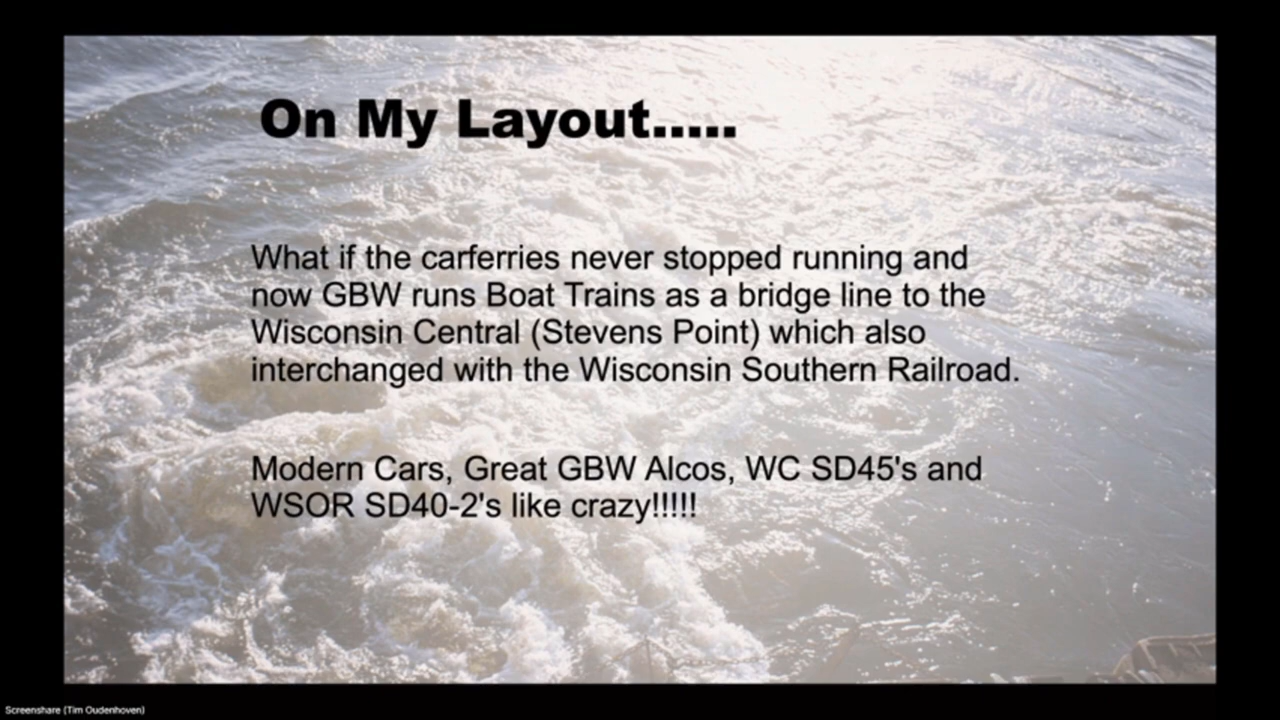 On My Layout.....
What if the carferries never stopped running and
now GBW runs Boat Trains as a bridge line to the
Wisconsin Central (Stevens Point) which also
interchanged with the Wisconsin Southern Railroad.
Modern Cars, Great GBW Alcos, WC SD45's and
WSOR SD40-2's like crazy!!!!!
Screenshare (Tim Oudenhoven)